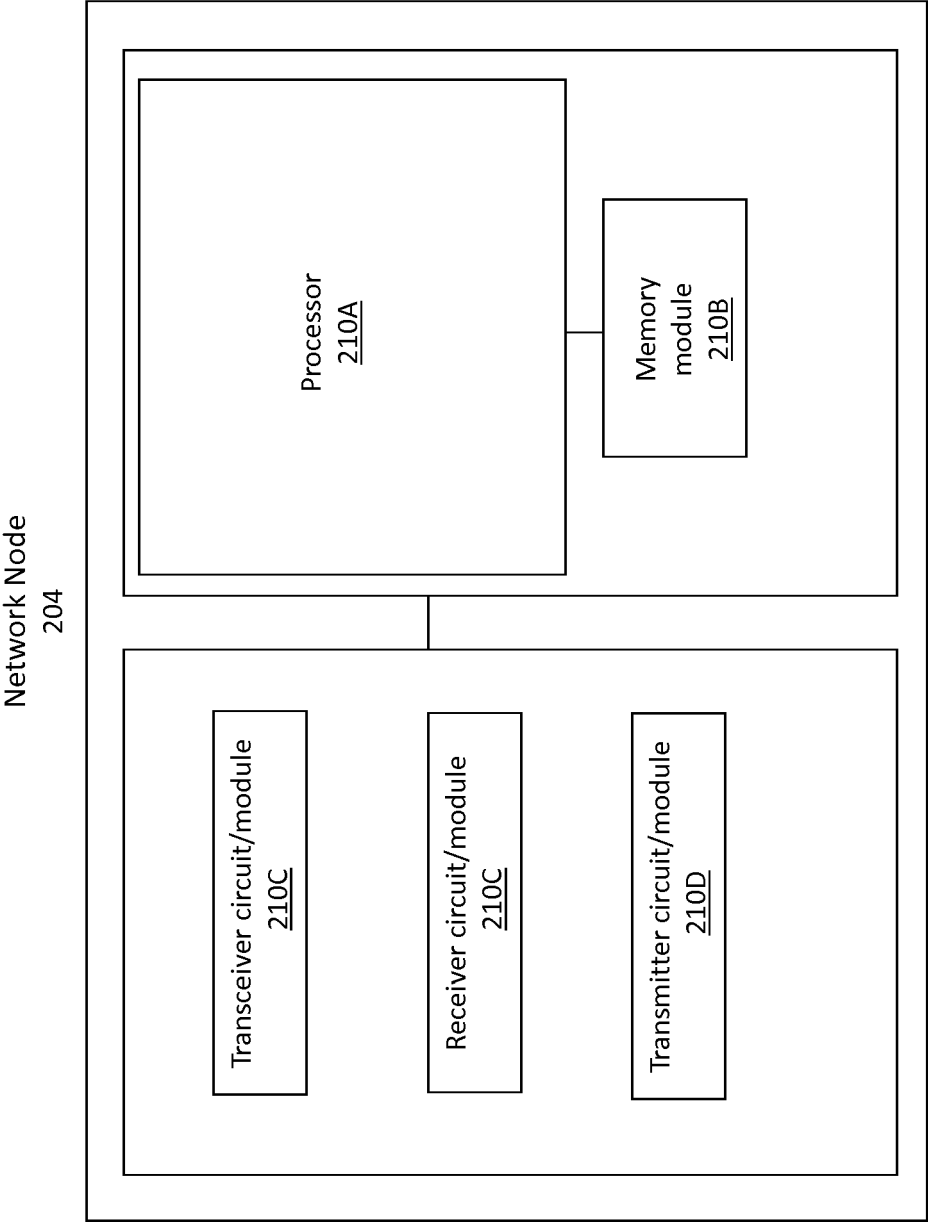 Network Node
204
Transceiver circuit/module
210C
Receiver circuit/module
210C
Transmitter circuit/module
210D
Processor
210A
Memory
module
210B